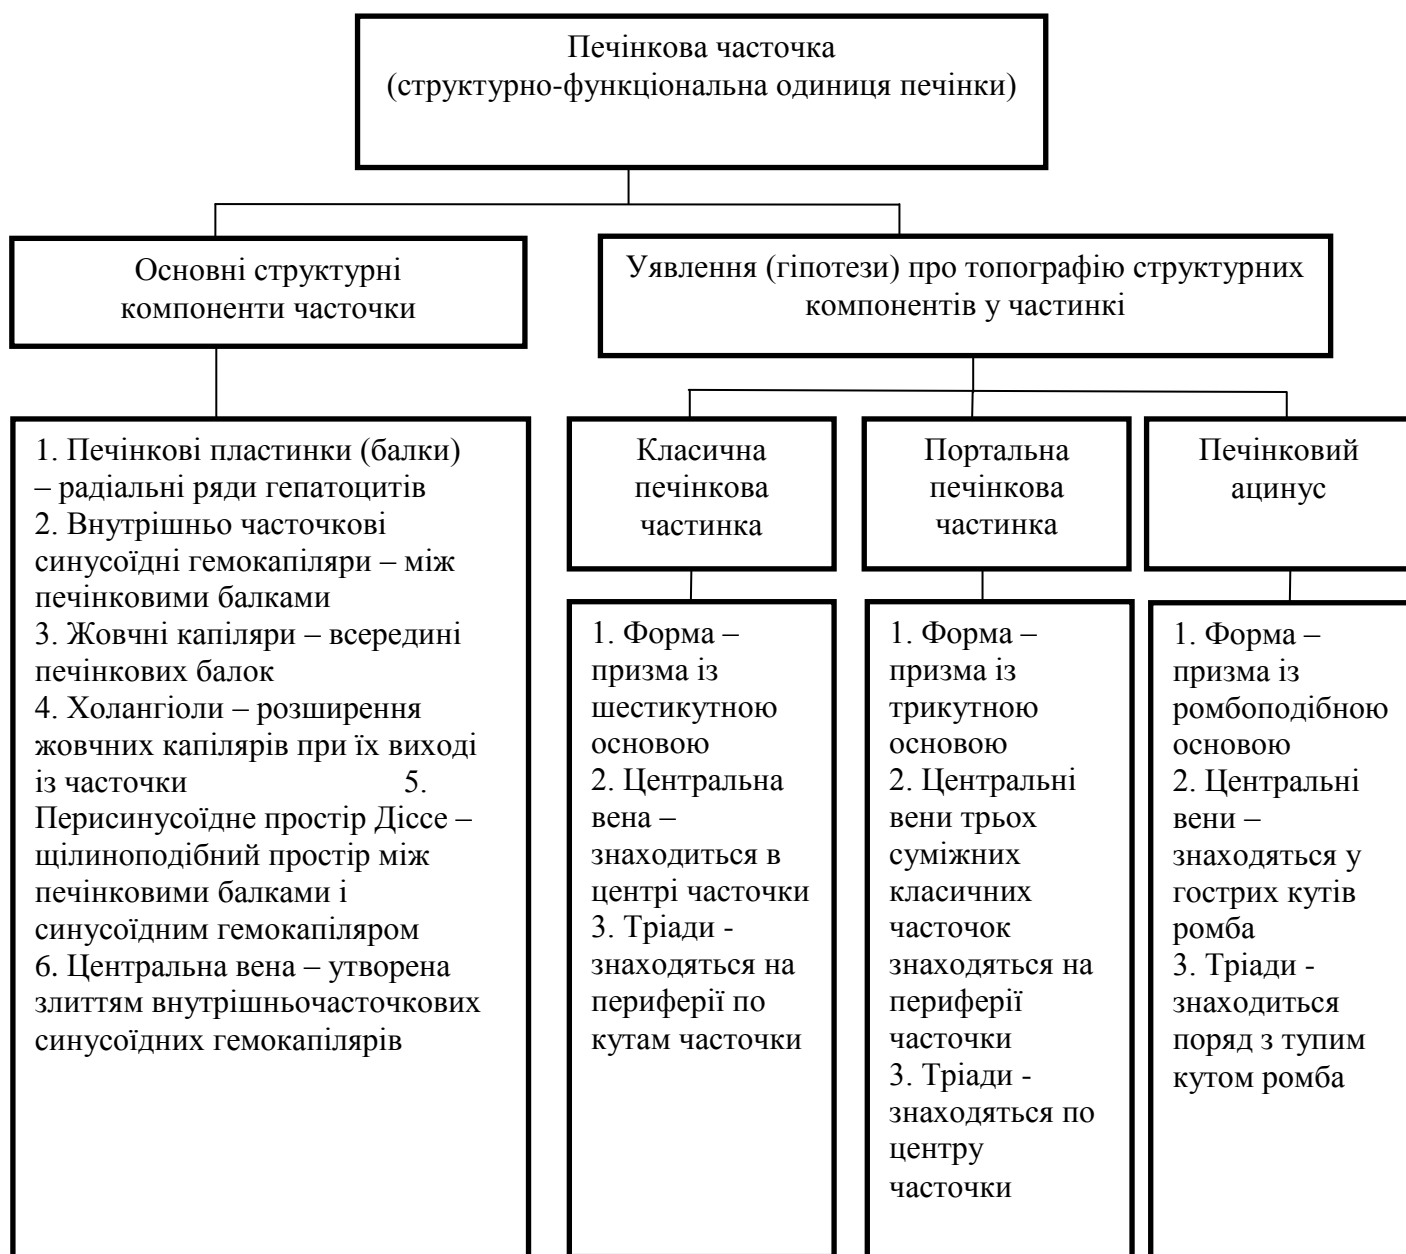 Печінкова часточка
(структурно-функціональна одиниця печінки)
Основні структурні
компоненти часточки
Уявлення (гіпотези) про топографію структурних
компонентів у частинкі
1. Печінкові пластинки (балки)
– радіальні ряди гепатоцитів
2. Внутрішньо часточкові
синусоїдні гемокапіляри – між
печінковими балками
3. Жовчні капіляри – всередині
печінкових балок
4. Холангіоли – розширення
жовчних капілярів при їх виході
із часточки 5.
Перисинусоїдне простір Діссе –
щілиноподібний простір між
печінковими балками і
синусоїдним гемокапіляром
6. Центральна вена – утворена
злиттям внутрішньочасточкових
синусоїдних гемокапілярів
Класична
печінкова
частинка
1. Форма –
призма із
шестикутною
основою
2. Центральна
вена –
знаходиться в
центрі часточки
3. Тріади -
знаходяться на
периферії по
кутам часточки
Портальна
печінкова
частинка
1. Форма –
призма із
трикутною
основою
2. Центральні
вени трьох
суміжних
класичних
часточок
знаходяться на
периферії
часточки
3. Тріади -
знаходяться по
центру
часточки
Печінковий
ацинус
1. Форма –
призма із
ромбоподібною
основою
2. Центральні
вени –
знаходяться у
гострих кутів
ромба
3. Тріади -
знаходиться
поряд з тупим
кутом ромба